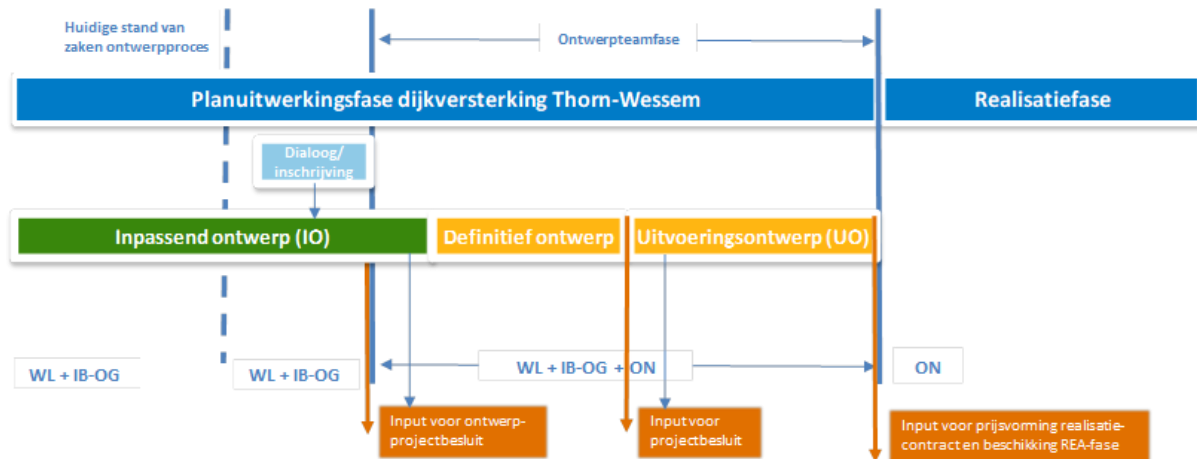 Huidige stand van
zaken ontwerpproces
Ontwerpteamfase
Planuitwerkingsfase dijkversterking Thorn-Wessem
Realisatiefase
Dialoog/
inschrijving
Inpassend ontwerp (IO)
Definitief ontwerp
Uitvoeringsontwerp (UO)
WL + IB-OG
WL + IB-OG
WL + IB-OG + ON
ON
Input voor ontwerp-
projectbesluit
Input voor
projectbesluit
Input voor prijsvorming realisatie-
contract en beschikking REA-fase